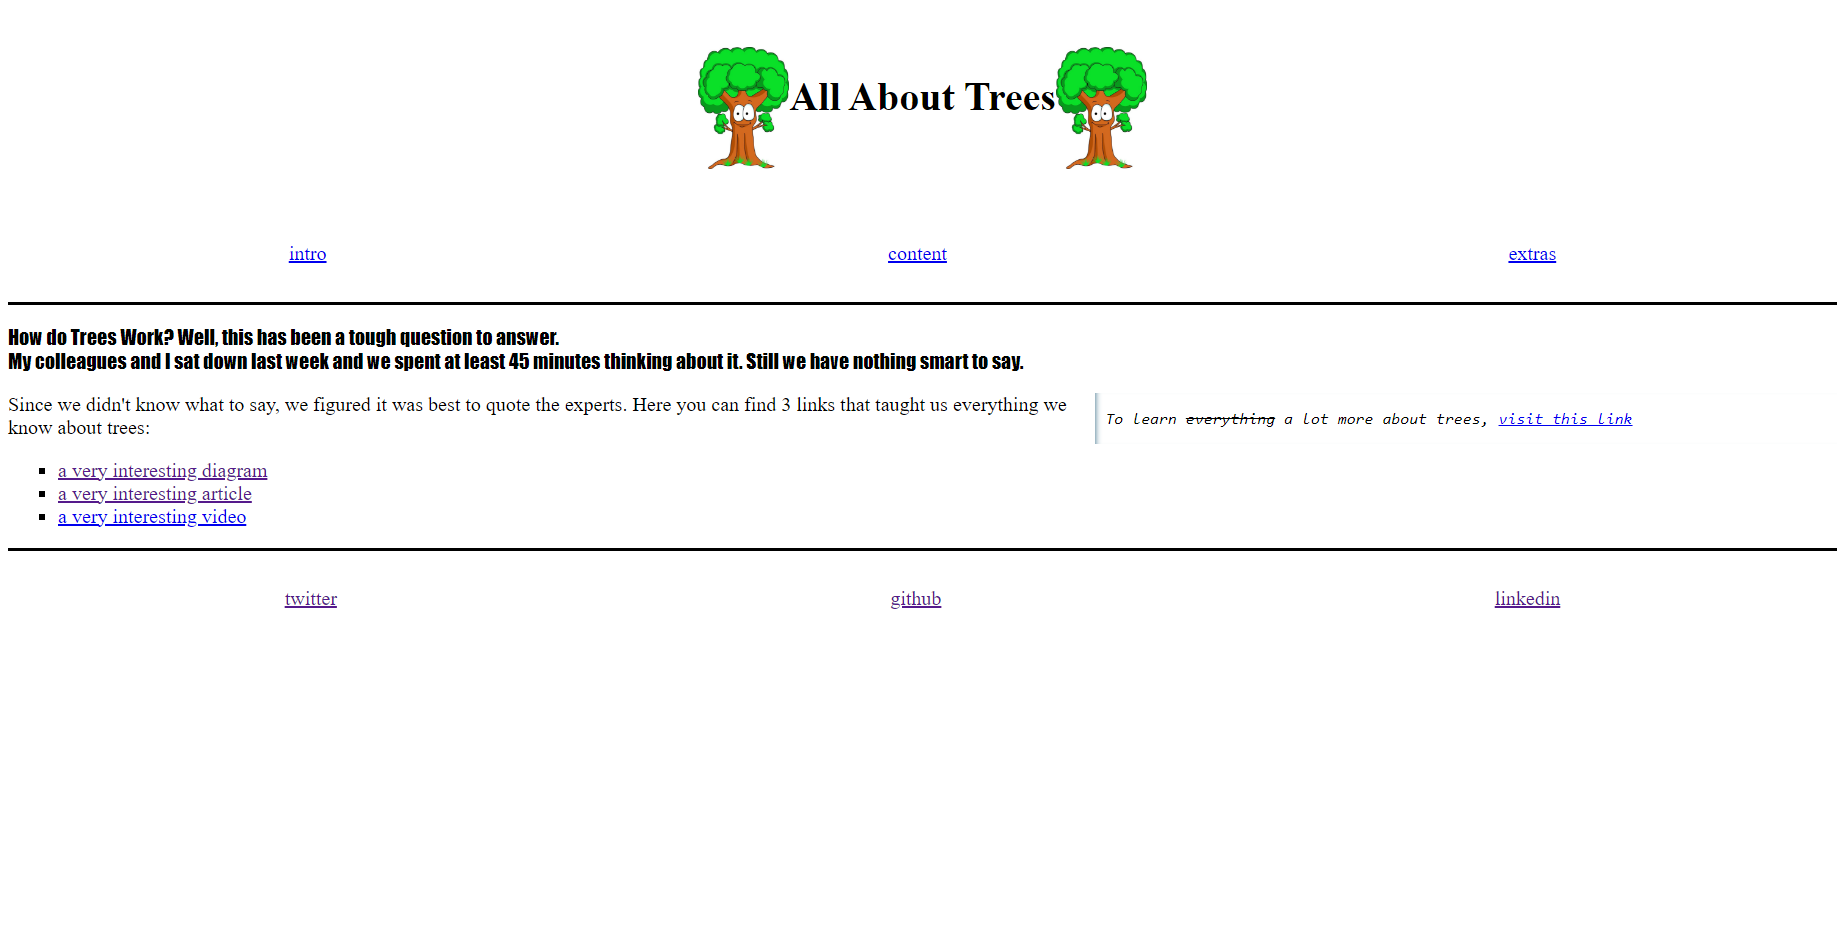 All About Trees
intro
content
extras
How do Trees Work? Well, this has been a tough question to answer.
My colleagues and I sat down last week and we spent at least 45 minutes thinking about it. Still we have nothing smart to say.
Since we didn't know what to say, we figured it was best to quote the experts. Here you can find 3 links that taught us everything we
know about trees:
a very interesting diagram
a very interesting article
a very interesting video
To learn everything a lot more about trees, visit this link
twitter
github
linkedin